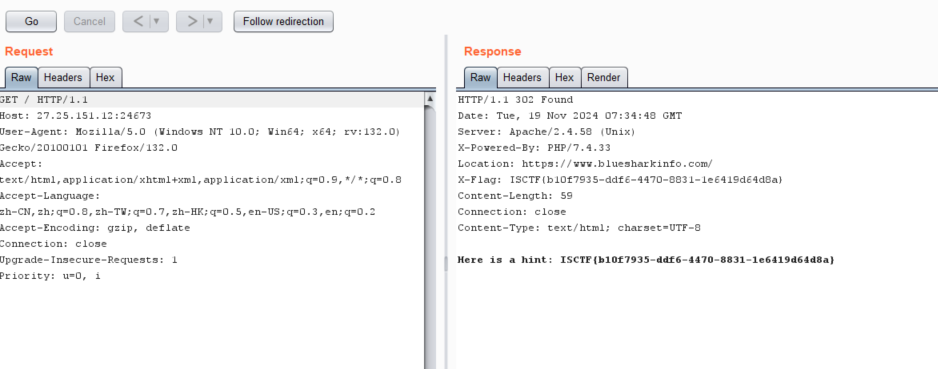 Go Cancel < > Follow redirection
Request
Raw Headers Hex
GET / HTTP/1.1
Host: 27.25.151.12:24673
User-Agent: Mozilla/5.0 (Windows NT 10.0; Win64; x64; rv:132.0)
Gecko/20100101 Firefox/132.0
Accept:
text/html,application/xhtml+xml,application/xml;q=0.9,*/*;q=0.8
Accept-Language:
zh-CN,zh;q=0.8,zh-TW;q=0.7,zh-HK;q=0.5,en-US;q=0.3,en;q=0.2
Accept-Encoding: gzip, deflate
Connection: close
Upgrade-Insecure-Requests: 1
Priority: u=0, i
Response
Raw Headers Hex Render
HTTP/1.1 302 Found
Date: Tue, 19 Nov 2024 07:34:48 GMT
Server: Apache/2.4.58 (Unix)
X-Powered-By: PHP/7.4.33
Location: https://www.bluesharkinfo.com/
X-Flag: ISCTF{b10f7935-ddf6-4470-8831-1e6419d64d8a}
Content-Length: 59
Connection: close
Content-Type: text/html; charset=UTF-8
Here is a hint: ISCTF{b10f7935-ddf6-4470-8831-1e6419d64d8a}